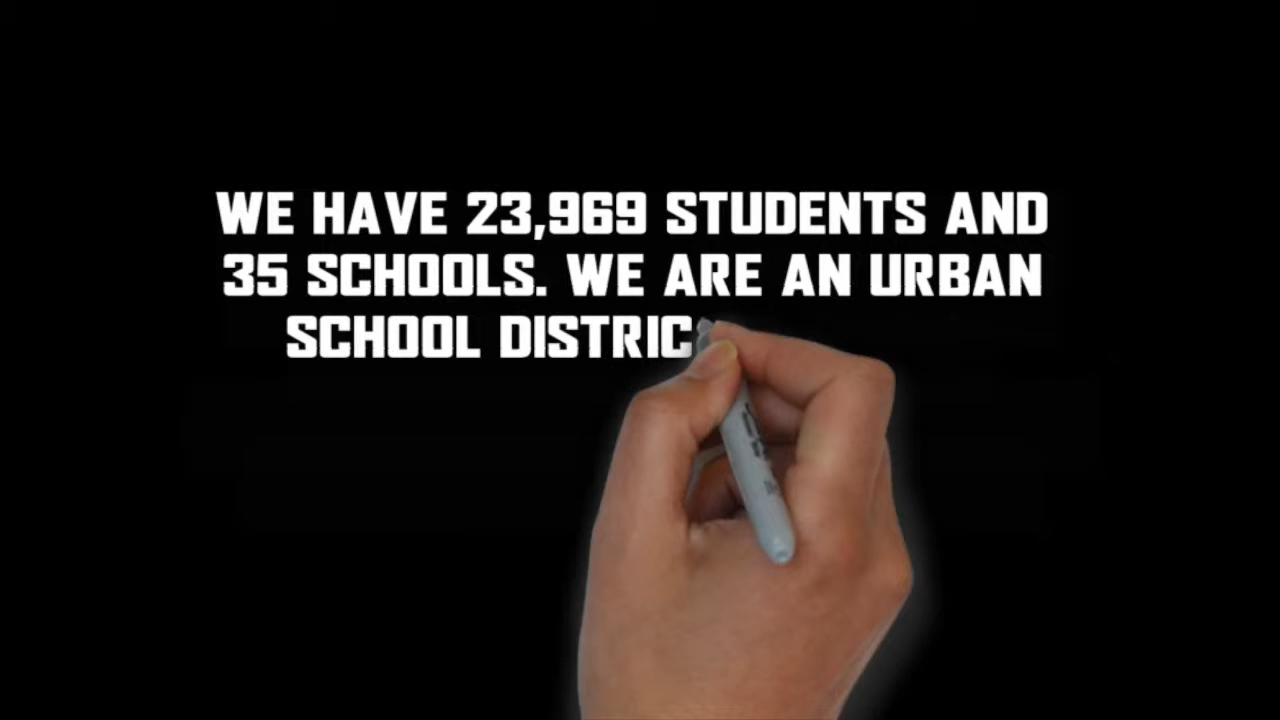 WE HAVE 23,969 STUDENTS AND
35 SCHOOLS. WE ARE AN URBAN
SCHOOL DISTRIC